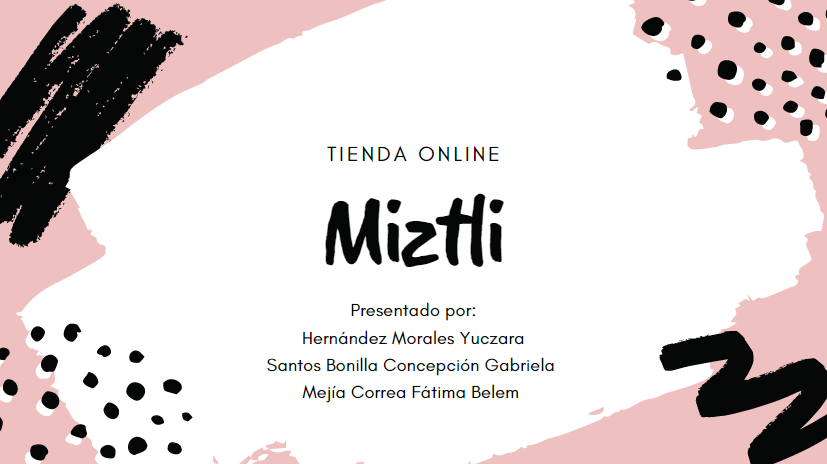 TIENDA ONLINE
Miztli
Presentado por:
Hernández Morales Yuczara
Santos Bonilla Concepción Gabriela
Mejía Correa Fátima Belem